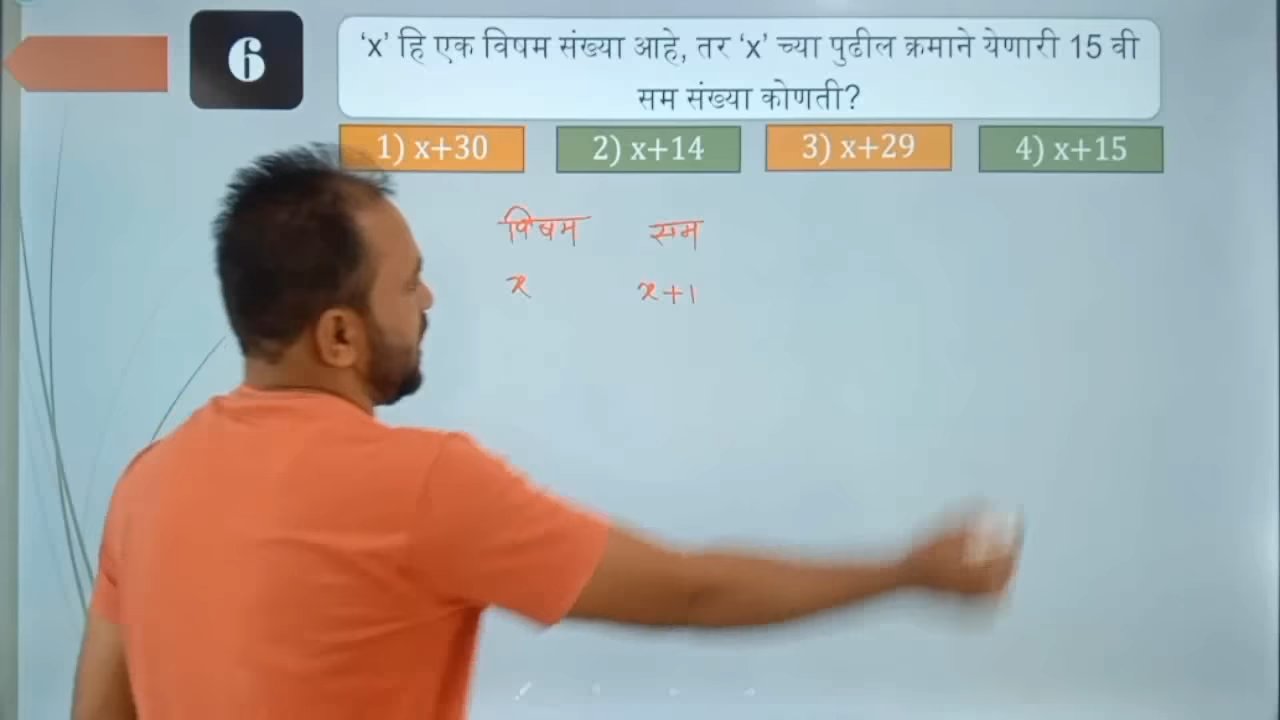 6
‘x’ हि एक विषम संख्या आहे, तर ‘x’ च्या पुढील क्रमाने येणारी 15 वी
सम संख्या कोणती?
1) x+30 2) x+14 3) x+29 4) x+15
विषम सम
x x+1